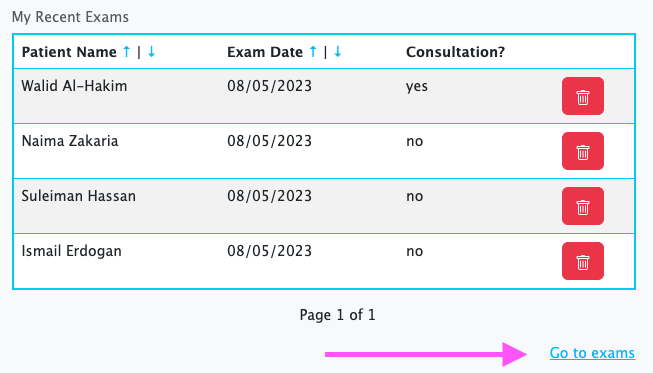 My Recent Exams
Patient Name ↑ | ↓ Exam Date ↑ | ↓ Consultation?
Walid Al-Hakim 08/05/2023 yes
Naima Zakaria 08/05/2023 no
Suleiman Hassan 08/05/2023 no
Ismail Erdogan 08/05/2023 no
Page 1 of 1
Go to exams